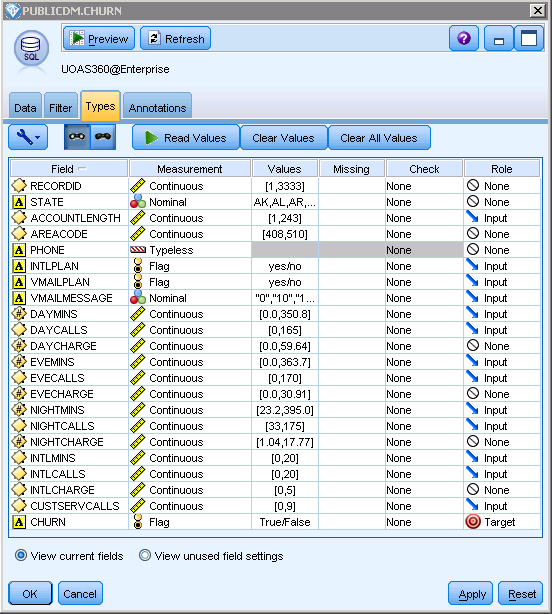 PUBLICDM.CHURN
Preview Refresh ?
SQL
UOAS360@Enterprise
Data Filter Types Annotations
Read Values Clear Values Clear All Values
Field Measurement Values Missing Check Role
RECORDID Continuous [1,3333] None None
A STATE Nominal AK,AL,AR,... None None
ACCOUNTLENGTH Continuous [1,243] None Input
AREACODE Continuous [408,510] None None
A PHONE Typeless None None
A INTLPLAN Flag yes/no None Input
A VMAILPLAN Flag yes/no None Input
A VMAILMESSAGE Nominal "0","10","1... None Input
# DAYMINS Continuous [0.0,350.8] None Input
DAYCALLS Continuous [0,165] None Input
# DAYCHARGE Continuous [0.0,59.64] None None
# EVEMINS Continuous [0.0,363.7] None Input
EVECALLS Continuous [0,170] None Input
# EVECHARGE Continuous [0.0,30.91] None None
# NIGHTMINS Continuous [23.2,395.0] None Input
NIGHTCALLS Continuous [33,175] None Input
# NIGHTCHARGE Continuous [1.04,17.77] None None
INTLMINS Continuous [0,20] None Input
INTLCALLS Continuous [0,20] None Input
INTLCHARGE Continuous [0,5] None None
CUSTSERVCALLS Continuous [0,9] None Input
A CHURN Flag True/False None Target
View current fields View unused field settings
OK Cancel Apply Reset